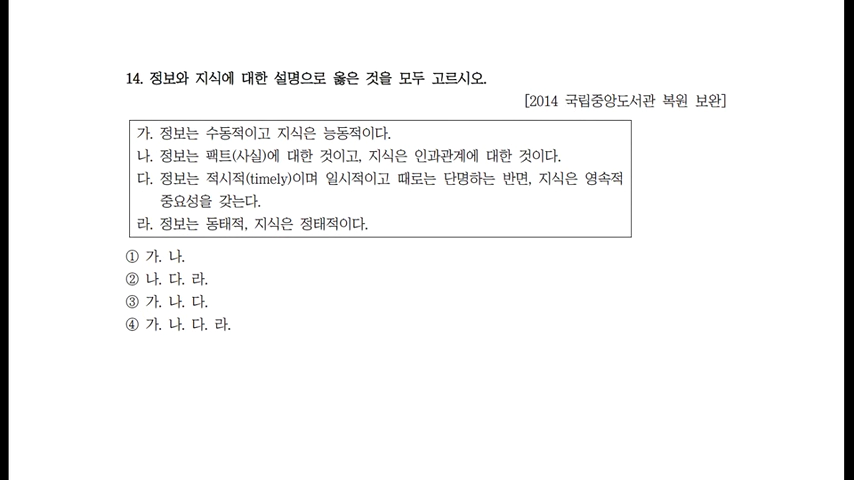 14. 정보와 지식에 대한 설명으로 옳은 것을 모두 고르시오.
[2014 국립중앙도서관 복원 보완]
가. 정보는 수동적이고 지식은 능동적이다.
나. 정보는 팩트(사실)에 대한 것이고, 지식은 인과관계에 대한 것이다.
다. 정보는 적시적(timely)이며 일시적이고 때로는 단명하는 반면, 지식은 영속적
중요성을 갖는다.
라. 정보는 동태적, 지식은 정태적이다.
① 가. 나.
② 나. 다. 라.
③ 가. 나. 다.
④ 가. 나. 다. 라.